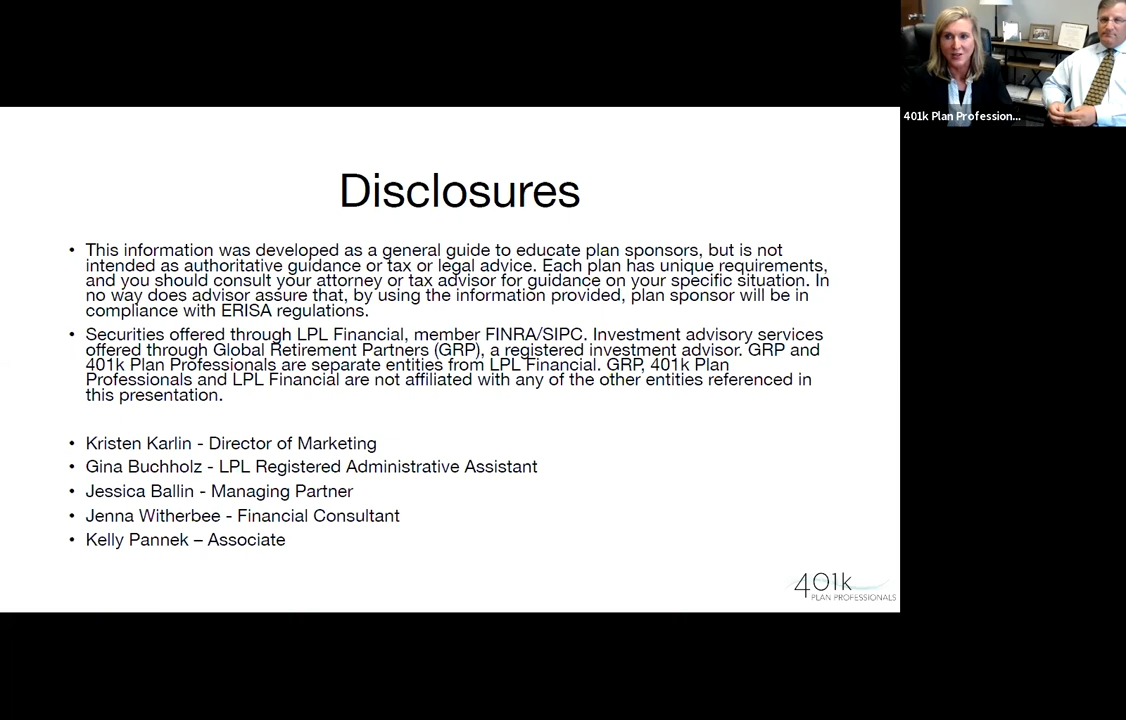 401k Plan Profession...
Disclosures
• This information was developed as a general guide to educate plan sponsors, but is not
intended as authoritative guidance or tax or legal advice. Each plan has unique requirements,
and you should consult your attorney or tax advisor for guidance on your specific situation. In
no way does advisor assure that, by using the information provided, plan sponsor will be in
compliance with ERISA regulations.
• Securities offered through LPL Financial, member FINRA/SIPC. Investment advisory services
offered through Global Retirement Partners (GRP), a registered investment advisor. GRP and
401k Plan Professionals are separate entities from LPL Financial. GRP, 401k Plan
Professionals and LPL Financial are not affiliated with any of the other entities referenced in
this presentation.
• Kristen Karlin - Director of Marketing
• Gina Buchholz - LPL Registered Administrative Assistant
• Jessica Ballin - Managing Partner
• Jenna Witherbee - Financial Consultant
• Kelly Pannek – Associate
401k
PLAN PROFESSIONALS